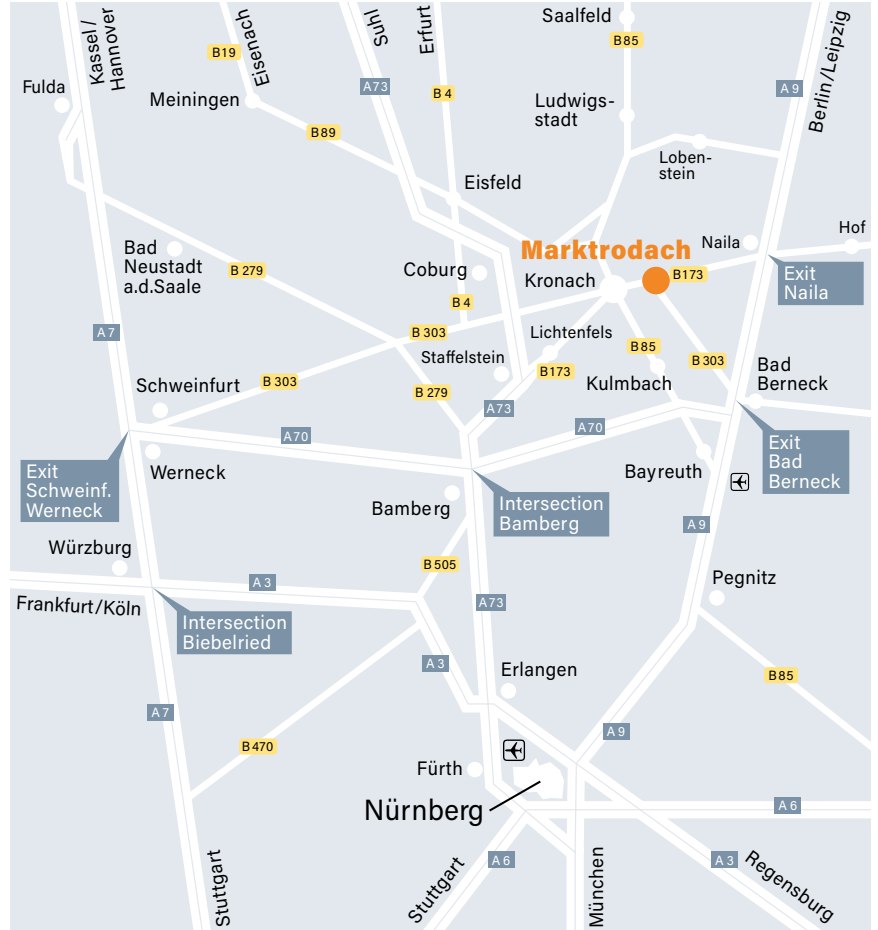 Kassel/
Hannover
B19
Eisenach
Suhl
Erfurt
Saalfeld
B85
Berlin/Leipzig
Fulda
Meiningen
A73
B 4
A 9
Ludwigs-
stadt
B89
Loben-
stein
Eisfeld
Marktrodach
Naila
Hof
Bad
Neustadt
a.d.Saale
B 279
Coburg
Kronach
B173
Exit
Naila
B 4
A7
B 303
Lichtenfels
B85
B 303
Staffelstein
B173
Kulmbach
Bad
Berneck
Schweinfurt
B 303
B 279
A73
A70
A70
Exit
Schweinf.
Werneck
Werneck
Bayreuth
Exit
Bad
Berneck
Bamberg
Intersection
Bamberg
A 9
Würzburg
B 505
A 3
A73
Pegnitz
Frankfurt/Köln
Intersection
Biebelried
A 3
Erlangen
B85
A 7
A 9
B 470
Fürth
Nürnberg
A 6
Stuttgart
Stuttgart
A 6
München
A 3
Regensburg